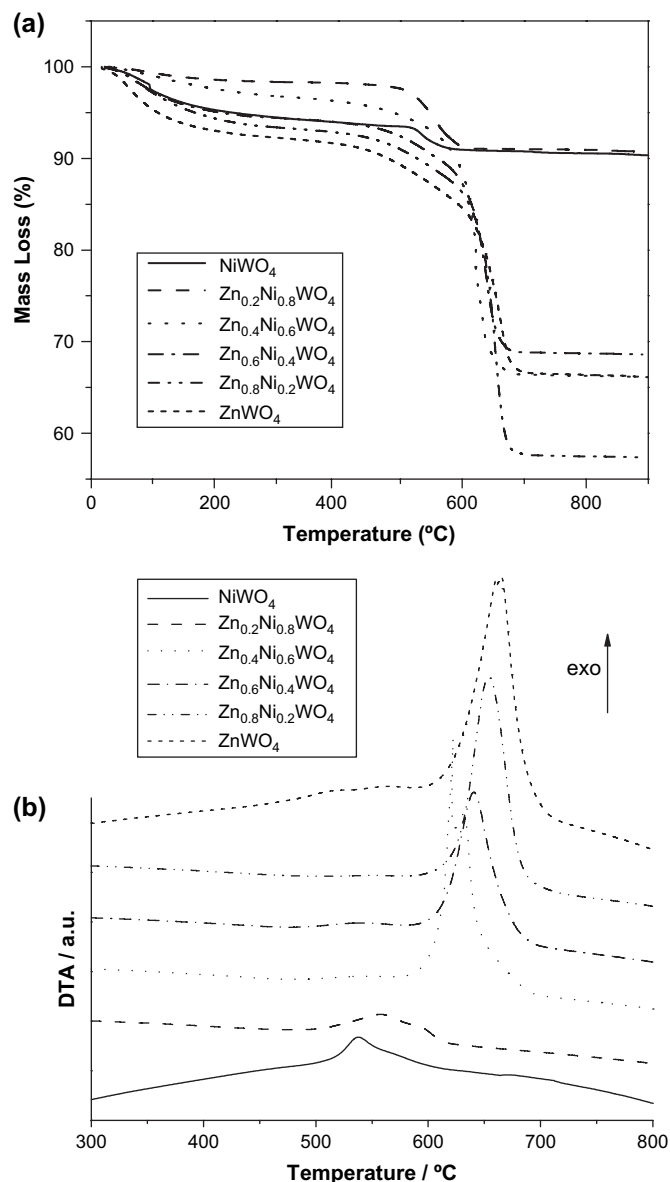 (a)
100
90
80
70
60
Mass Loss (%)
NiWO4
Zn0.2Ni0.8WO4
Zn0.4Ni0.6WO4
Zn0.6Ni0.4WO4
Zn0.8Ni0.2WO4
ZnWO4
0 200 400 600 800
Temperature (ºC)
NiWO4
Zn0.2Ni0.8WO4
Zn0.4Ni0.6WO4
Zn0.6Ni0.4WO4
Zn0.8Ni0.2WO4
ZnWO4
exo
(b)
DTA / a.u.
300 400 500 600 700 800
Temperature / ºC